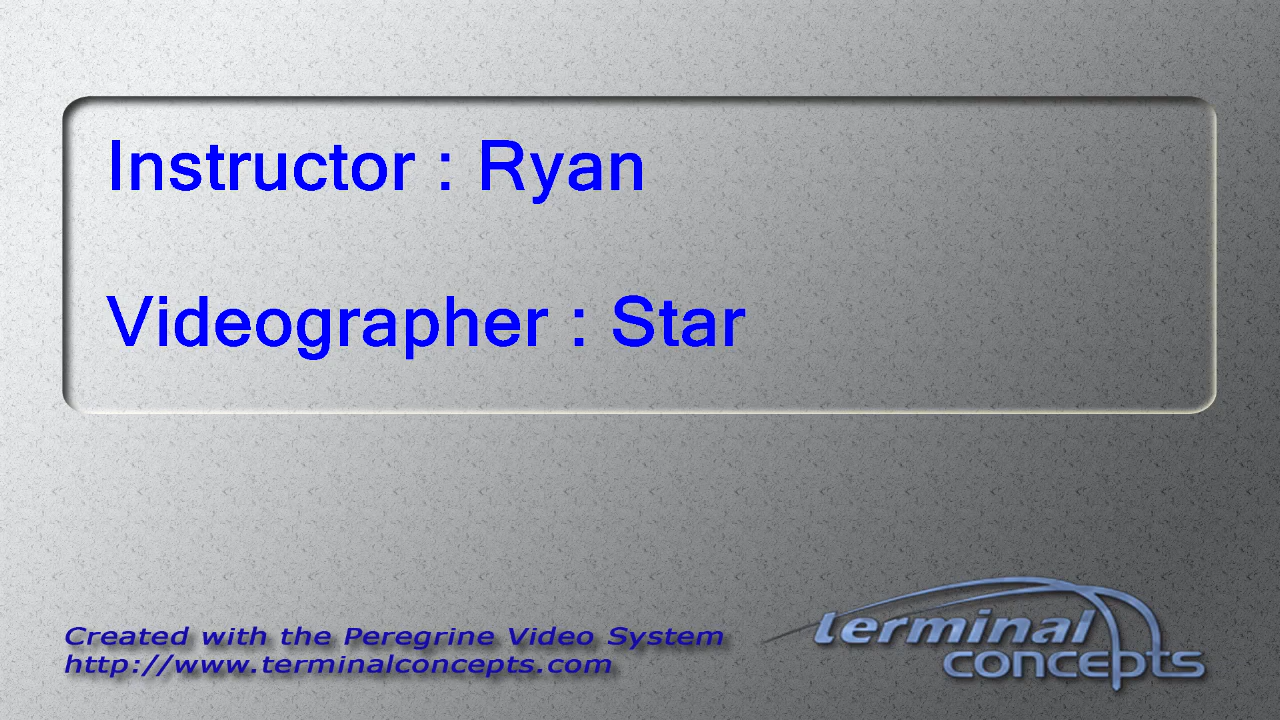 Instructor : Ryan
Videographer : Star
Created with the Peregrine Video System
http://www.terminalconcepts.com
terminal
concepts